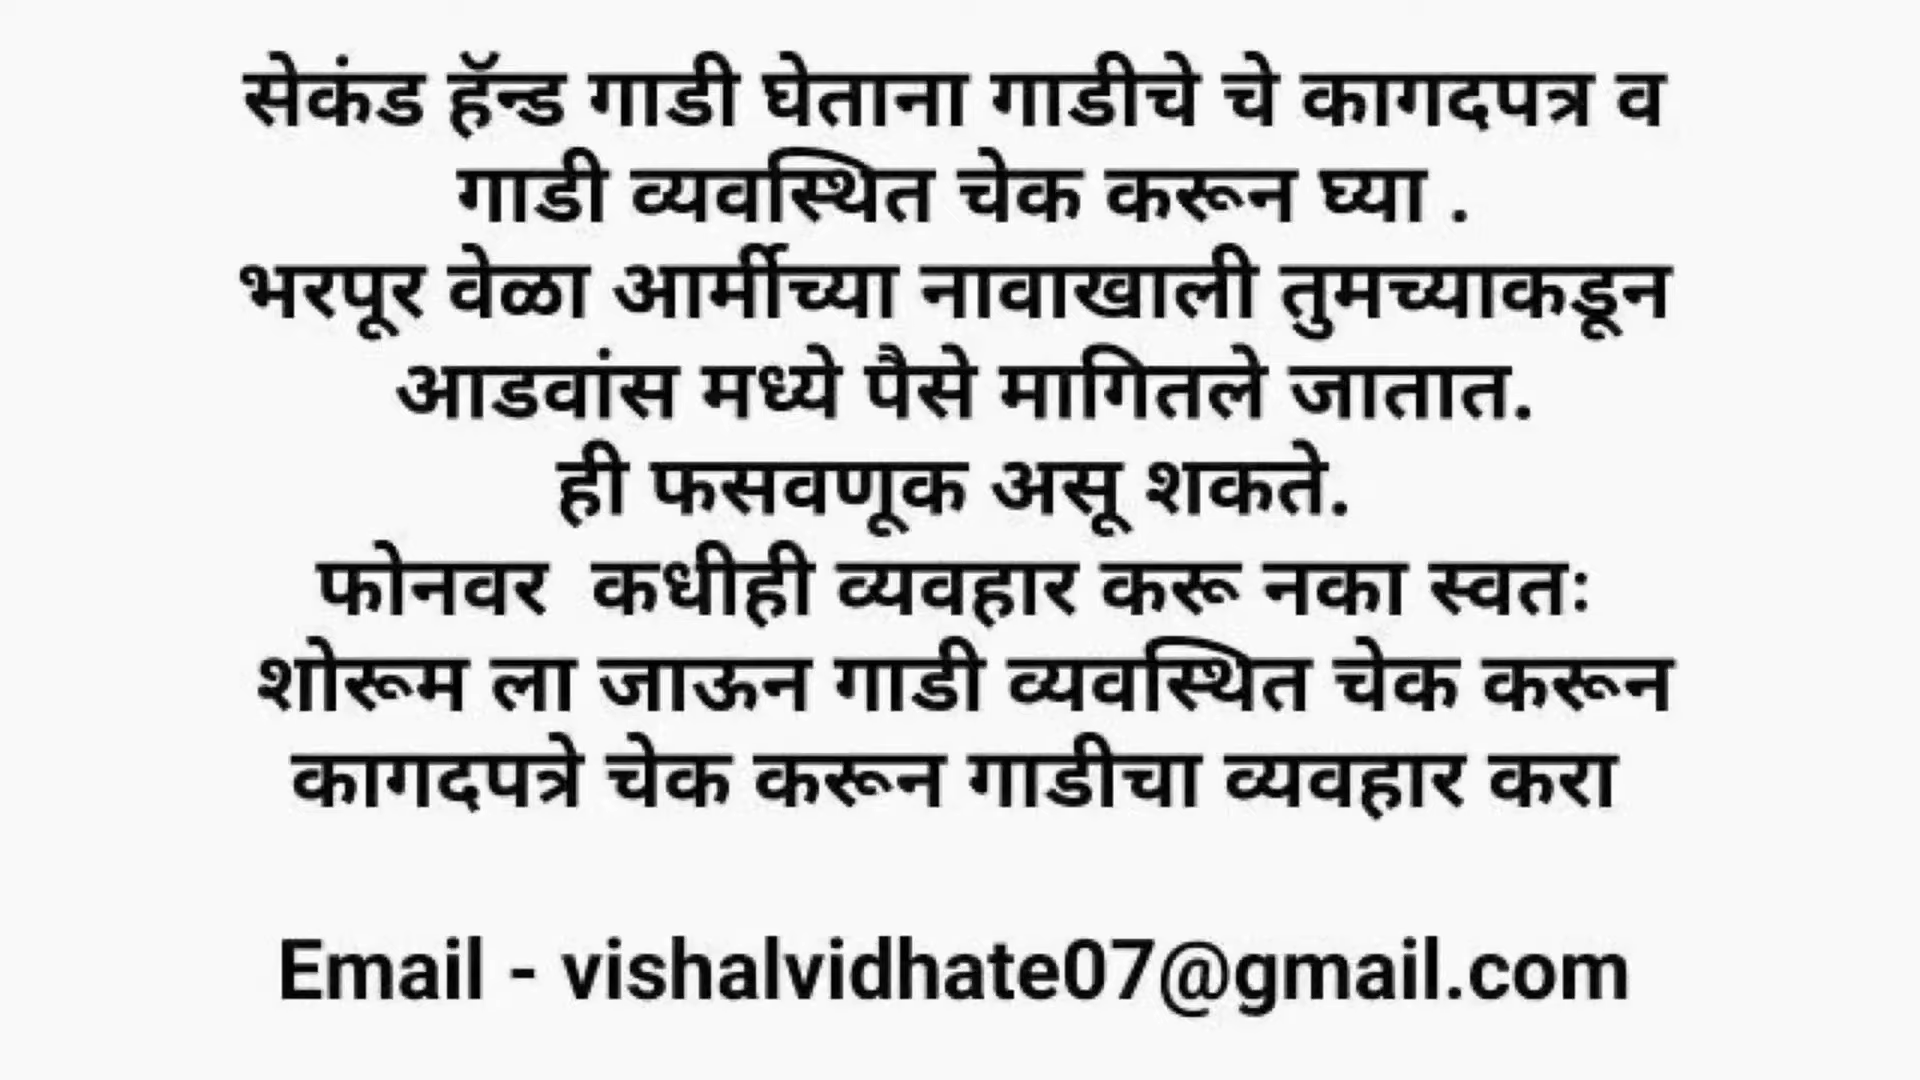 सेकंड हॅन्ड गाडी घेताना गाडीचे चे कागदपत्र व
गाडी व्यवस्थित चेक करून घ्या .
भरपूर वेळा आर्मीच्या नावाखाली तुमच्याकडून
आडवांस मध्ये पैसे मागितले जातात.
ही फसवणूक असू शकते.
फोनवर  कधीही व्यवहार करू नका स्वतः
शोरूम ला जाऊन गाडी व्यवस्थित चेक करून
कागदपत्रे चेक करून गाडीचा व्यवहार करा
Email - vishalvidhate07@gmail.com